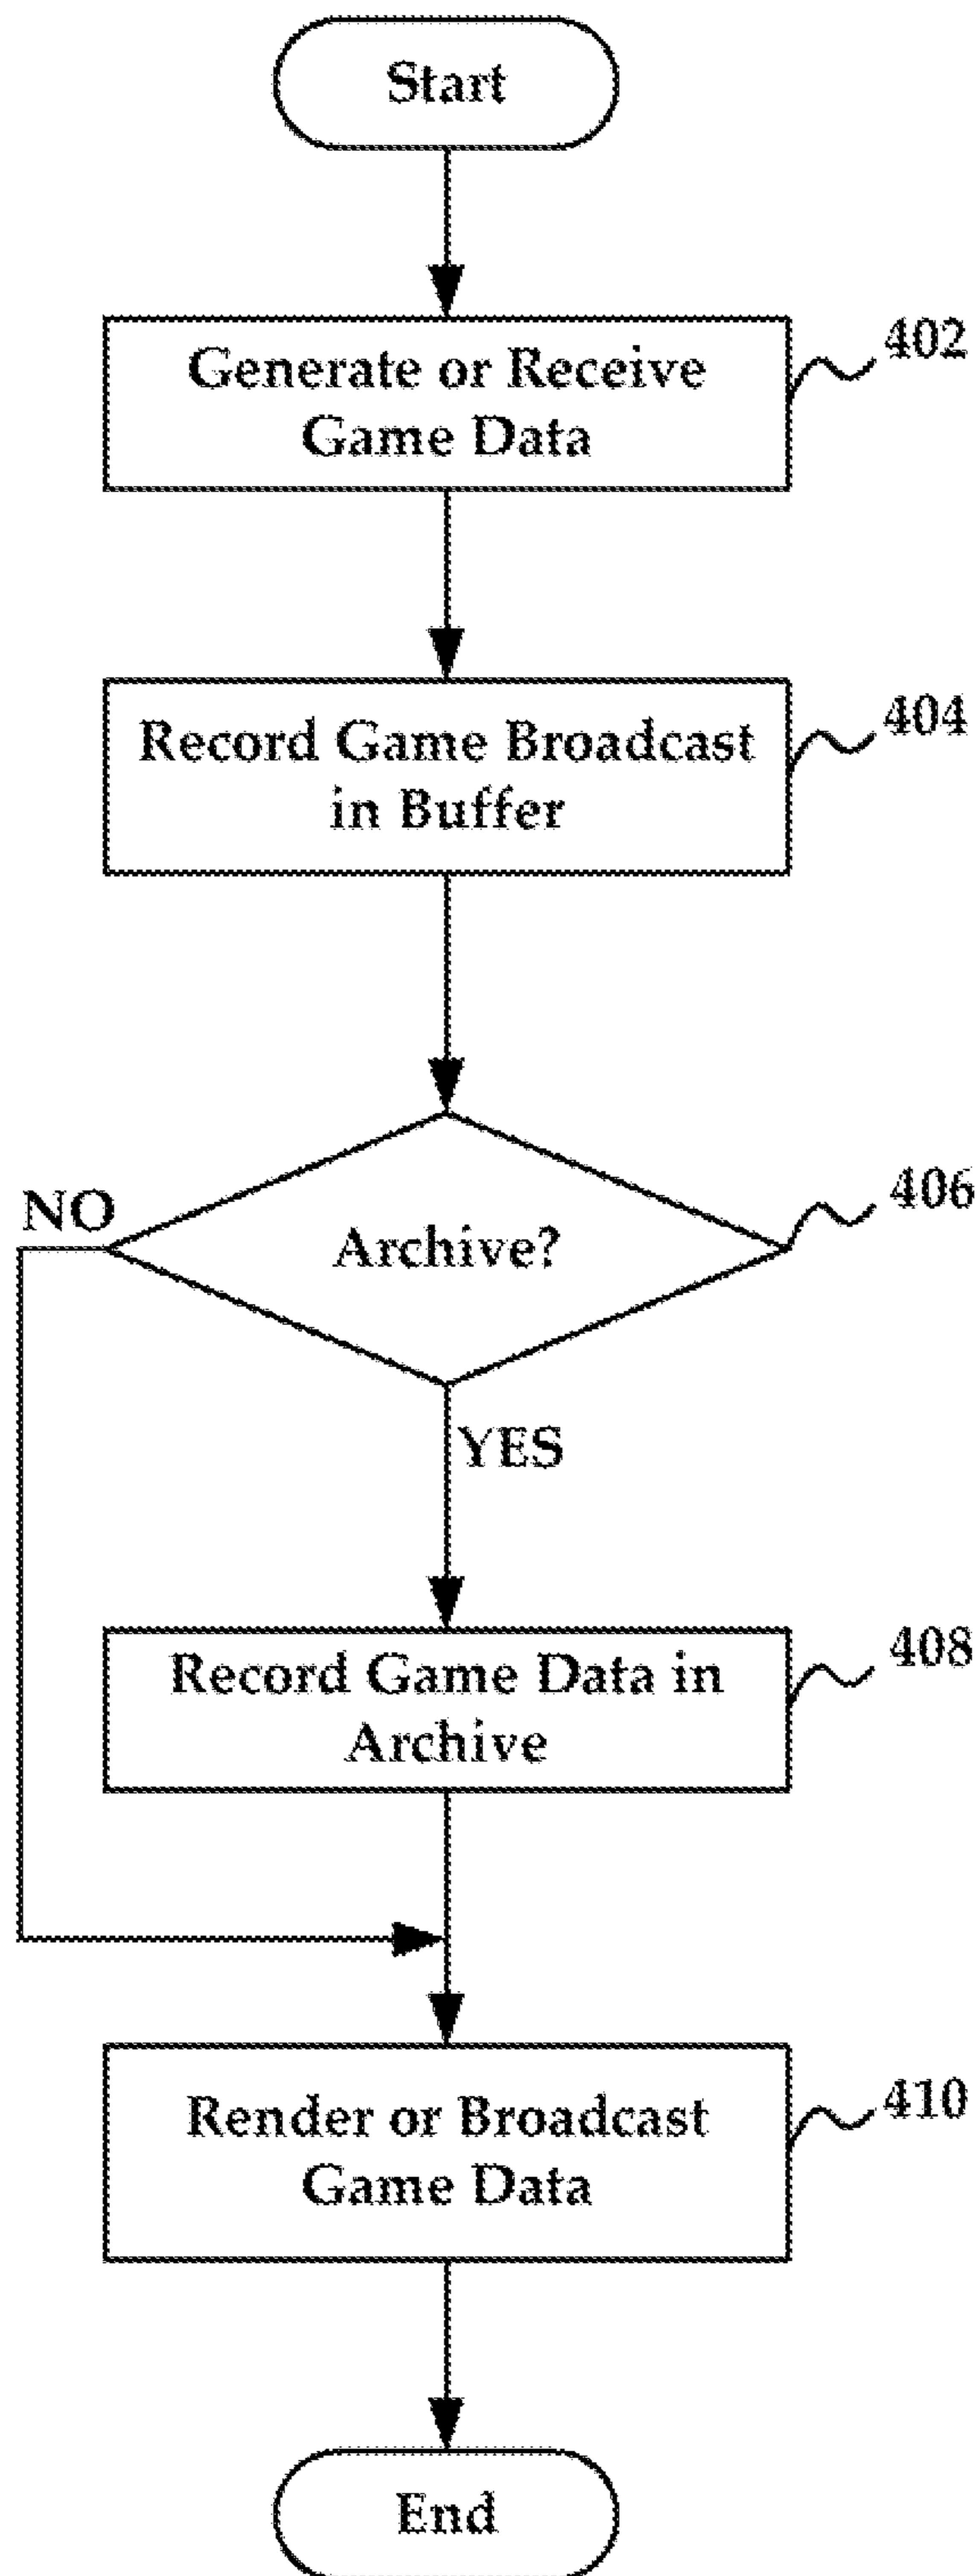 Start
Generate or Receive
Game Data
402
Record Game Broadcast
in Buffer
404
NO
Archive?
406
YES
Record Game Data in
Archive
408
Render or Broadcast
Game Data
410
End